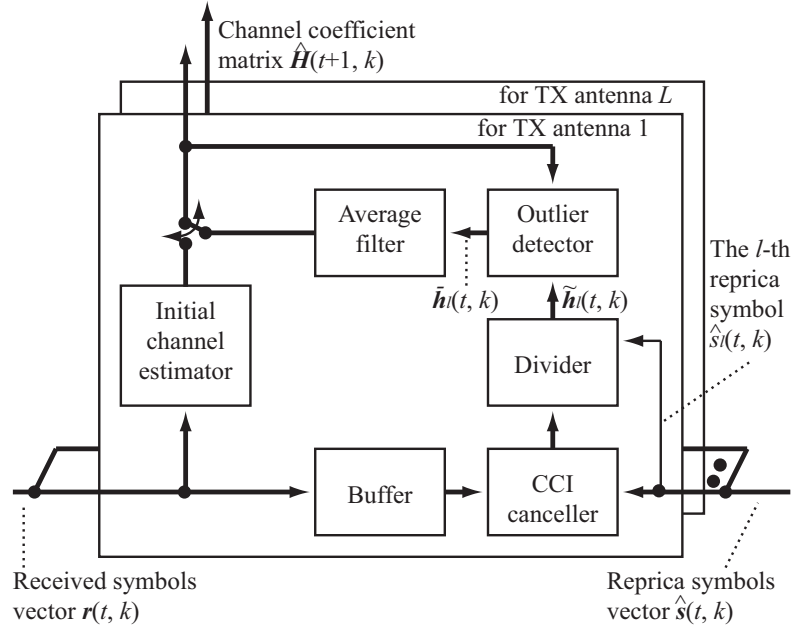 Channel coefficient
matrix Ĥ(t+1, k)
for TX antenna L
for TX antenna 1
Average
filter
Outlier
detector
The l-th
reprica
symbol
ŝl(t, k)
h̄l(t, k)
h̃l(t, k)
Initial
channel
estimator
Divider
Buffer
CCI
canceller
Received symbols
vector r(t, k)
Reprica symbols
vector ŝ(t, k)